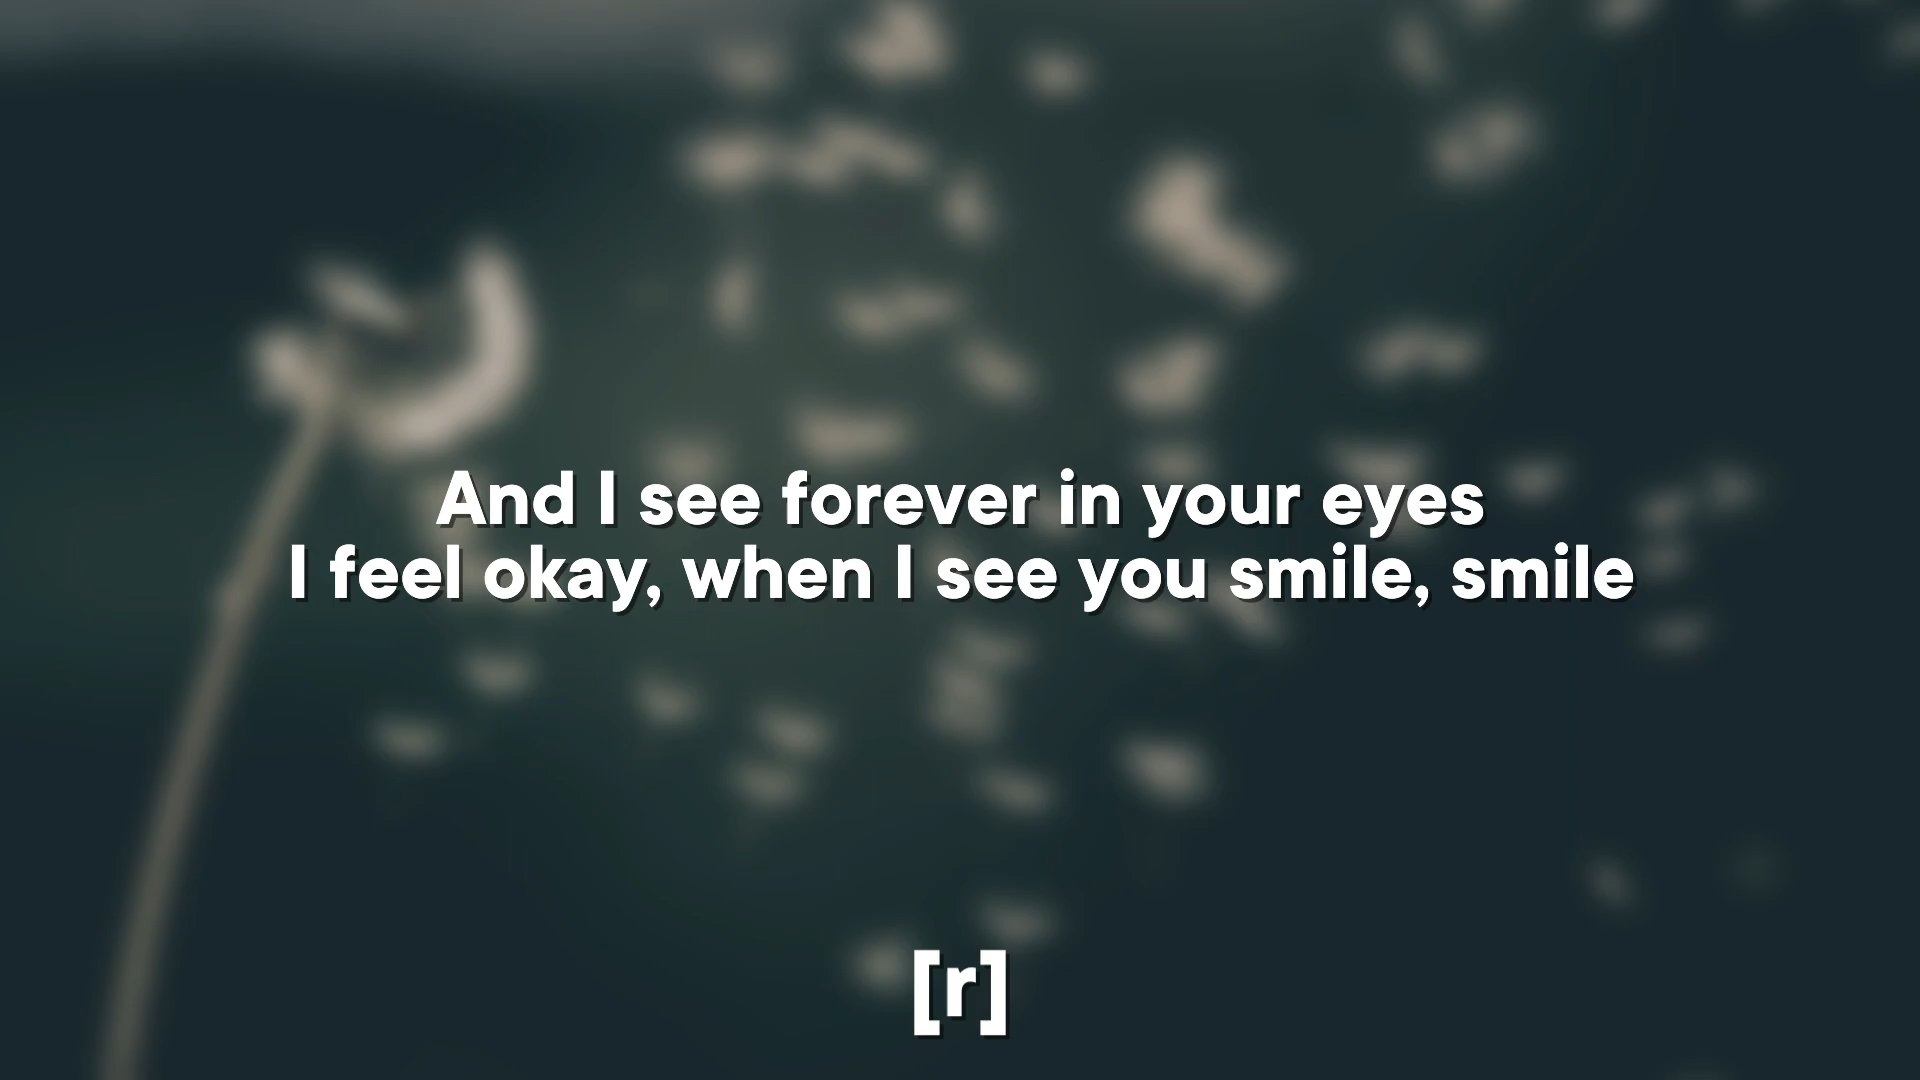 And I see forever in your eyes
I feel okay, when I see you smile, smile
[r]